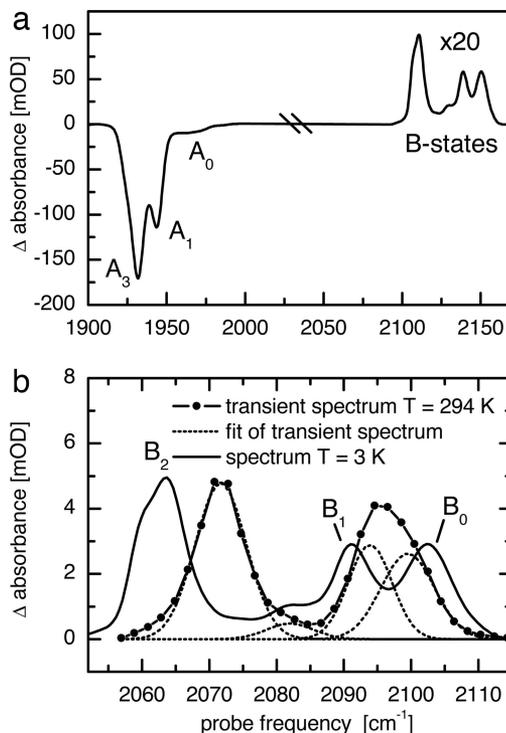 a
100
50
0
-50
-100
-150
-200
Δ absorbance [mOD]
x20
B-states
A0
A1
A3
1900 1950 2000 2050 2100 2150
b
8
6
4
2
0
Δ absorbance [mOD]
transient spectrum T = 294 K
fit of transient spectrum
spectrum T = 3 K
B2
B1
B0
2060 2070 2080 2090 2100 2110
probe frequency [cm-1]